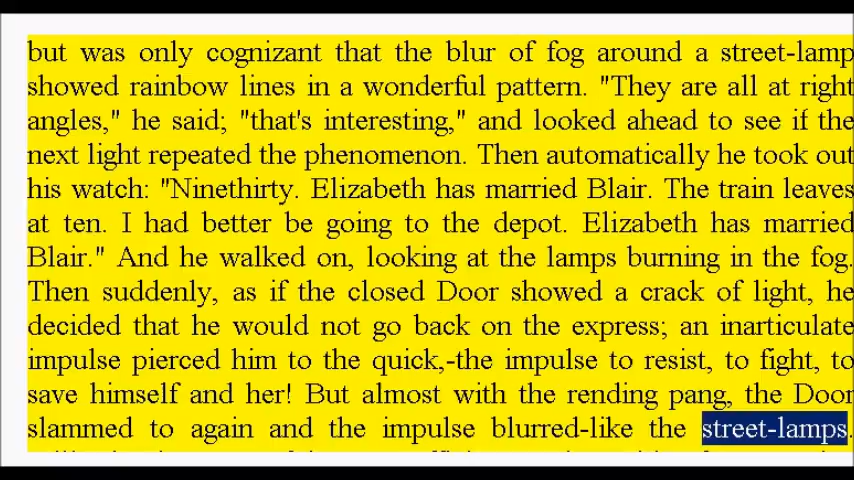 but was only cognizant that the blur of fog around a street-lamp
showed rainbow lines in a wonderful pattern. "They are all at right
angles," he said; "that's interesting," and looked ahead to see if the
next light repeated the phenomenon. Then automatically he took out
his watch: "Ninethirty. Elizabeth has married Blair. The train leaves
at ten. I had better be going to the depot. Elizabeth has married
Blair." And he walked on, looking at the lamps burning in the fog.
Then suddenly, as if the closed Door showed a crack of light, he
decided that he would not go back on the express; an inarticulate
impulse pierced him to the quick,-the impulse to resist, to fight, to
save himself and her! But almost with the rending pang, the Door
slammed to again and the impulse blurred-like the street-lamps.